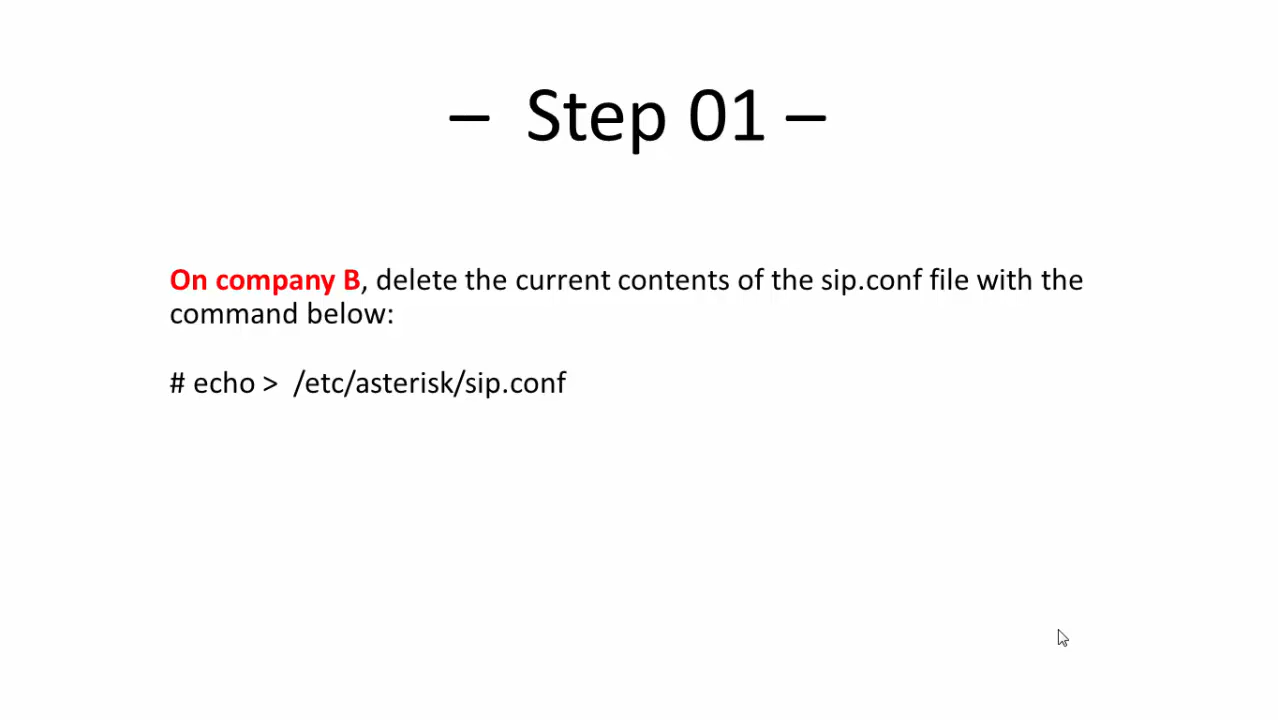 – Step 01 –
On company B, delete the current contents of the sip.conf file with the
command below:
# echo > /etc/asterisk/sip.conf